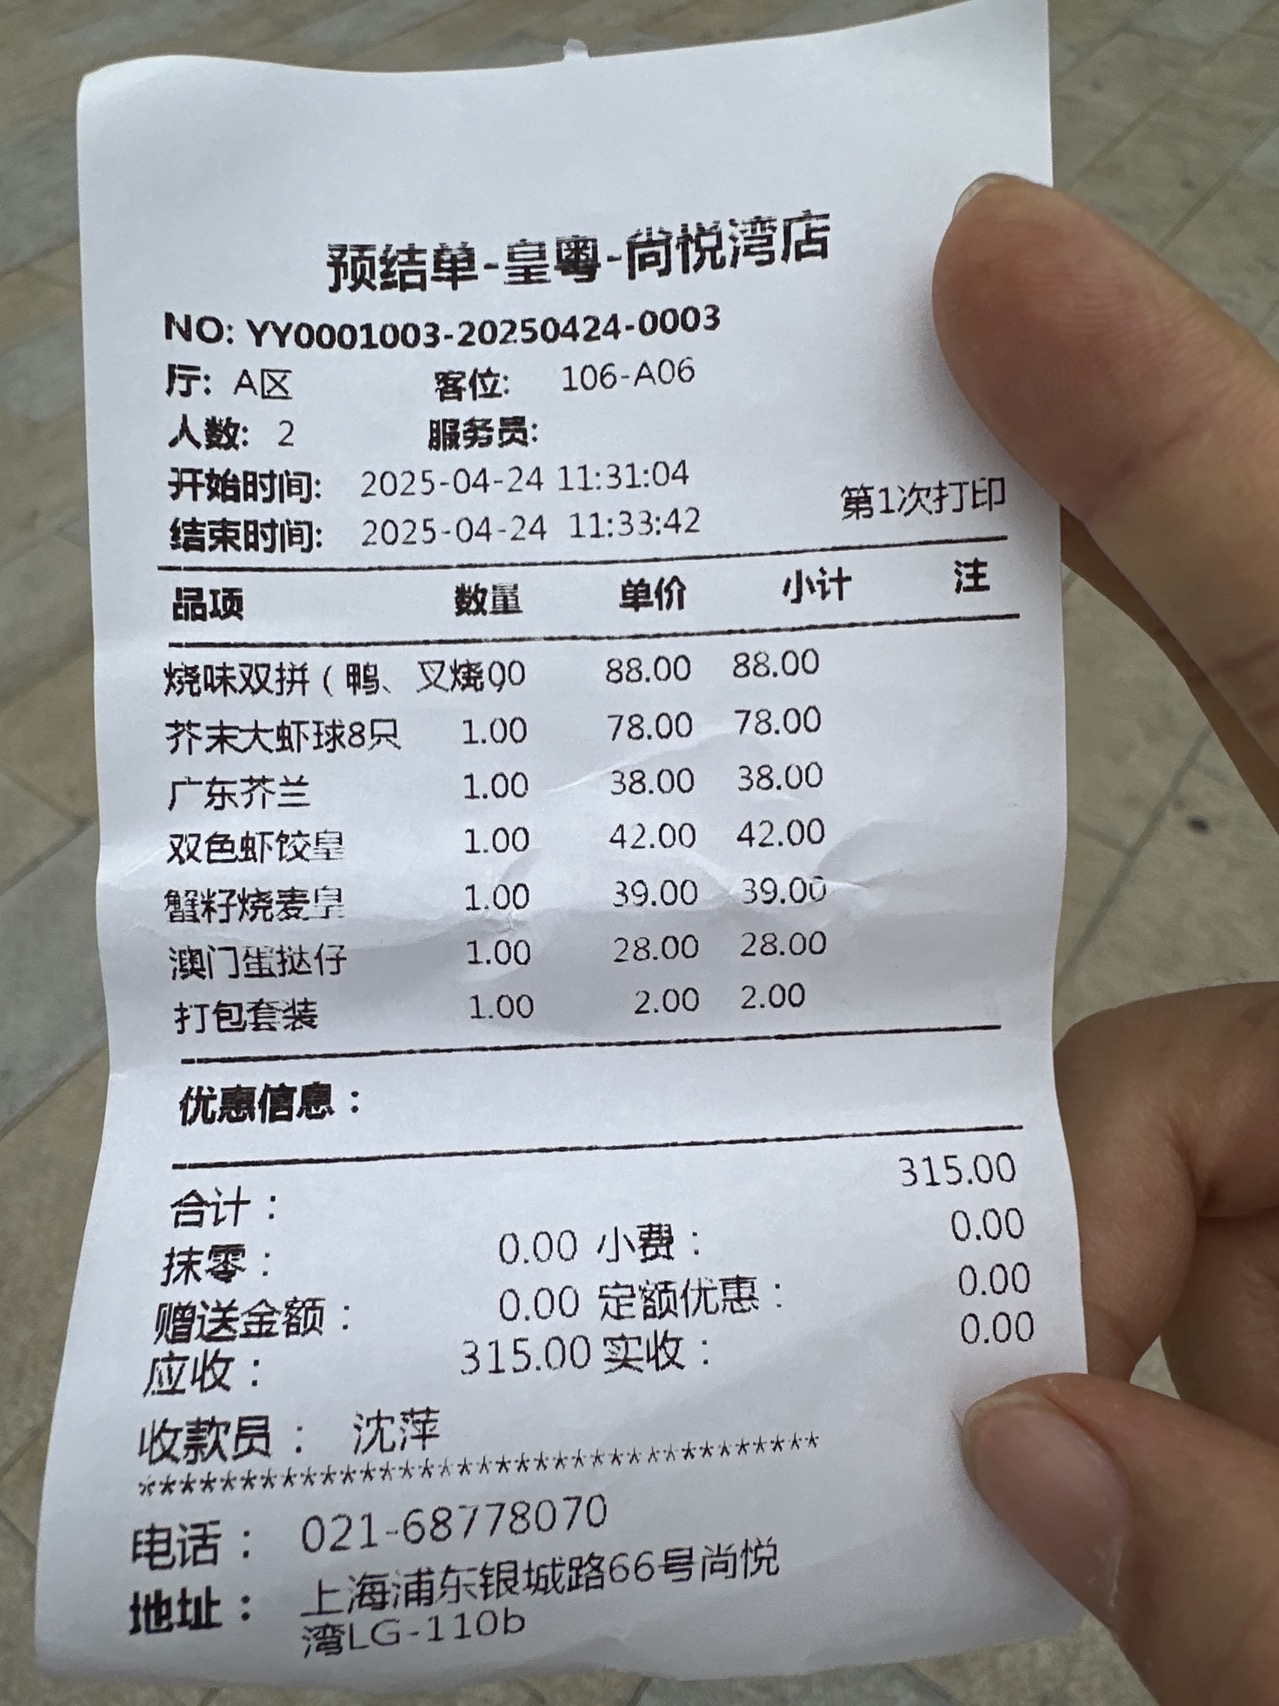 预结单-皇粤-尚悦湾店
NO: YY0001003-20250424-0003
厅: A区 客位: 106-A06
人数: 2 服务员:
开始时间: 2025-04-24 11:31:04
第1次打印
结束时间: 2025-04-24 11:33:42
品项 数量 单价 小计 注
烧味双拼（鸭、叉烧00 88.00 88.00
芥末大虾球8只 1.00 78.00 78.00
广东芥兰 1.00 38.00 38.00
双色虾饺皇 1.00 42.00 42.00
蟹籽烧麦皇 1.00 39.00 39.00
澳门蛋挞仔 1.00 28.00 28.00
打包套装 1.00 2.00 2.00
优惠信息：
合计： 315.00
抹零： 0.00 小费： 0.00
赠送金额： 0.00 定额优惠： 0.00
应收： 315.00 实收： 0.00
收款员： 沈萍
*************************************
电话： 021-68778070
地址： 上海浦东银城路66号尚悦
湾LG-110b